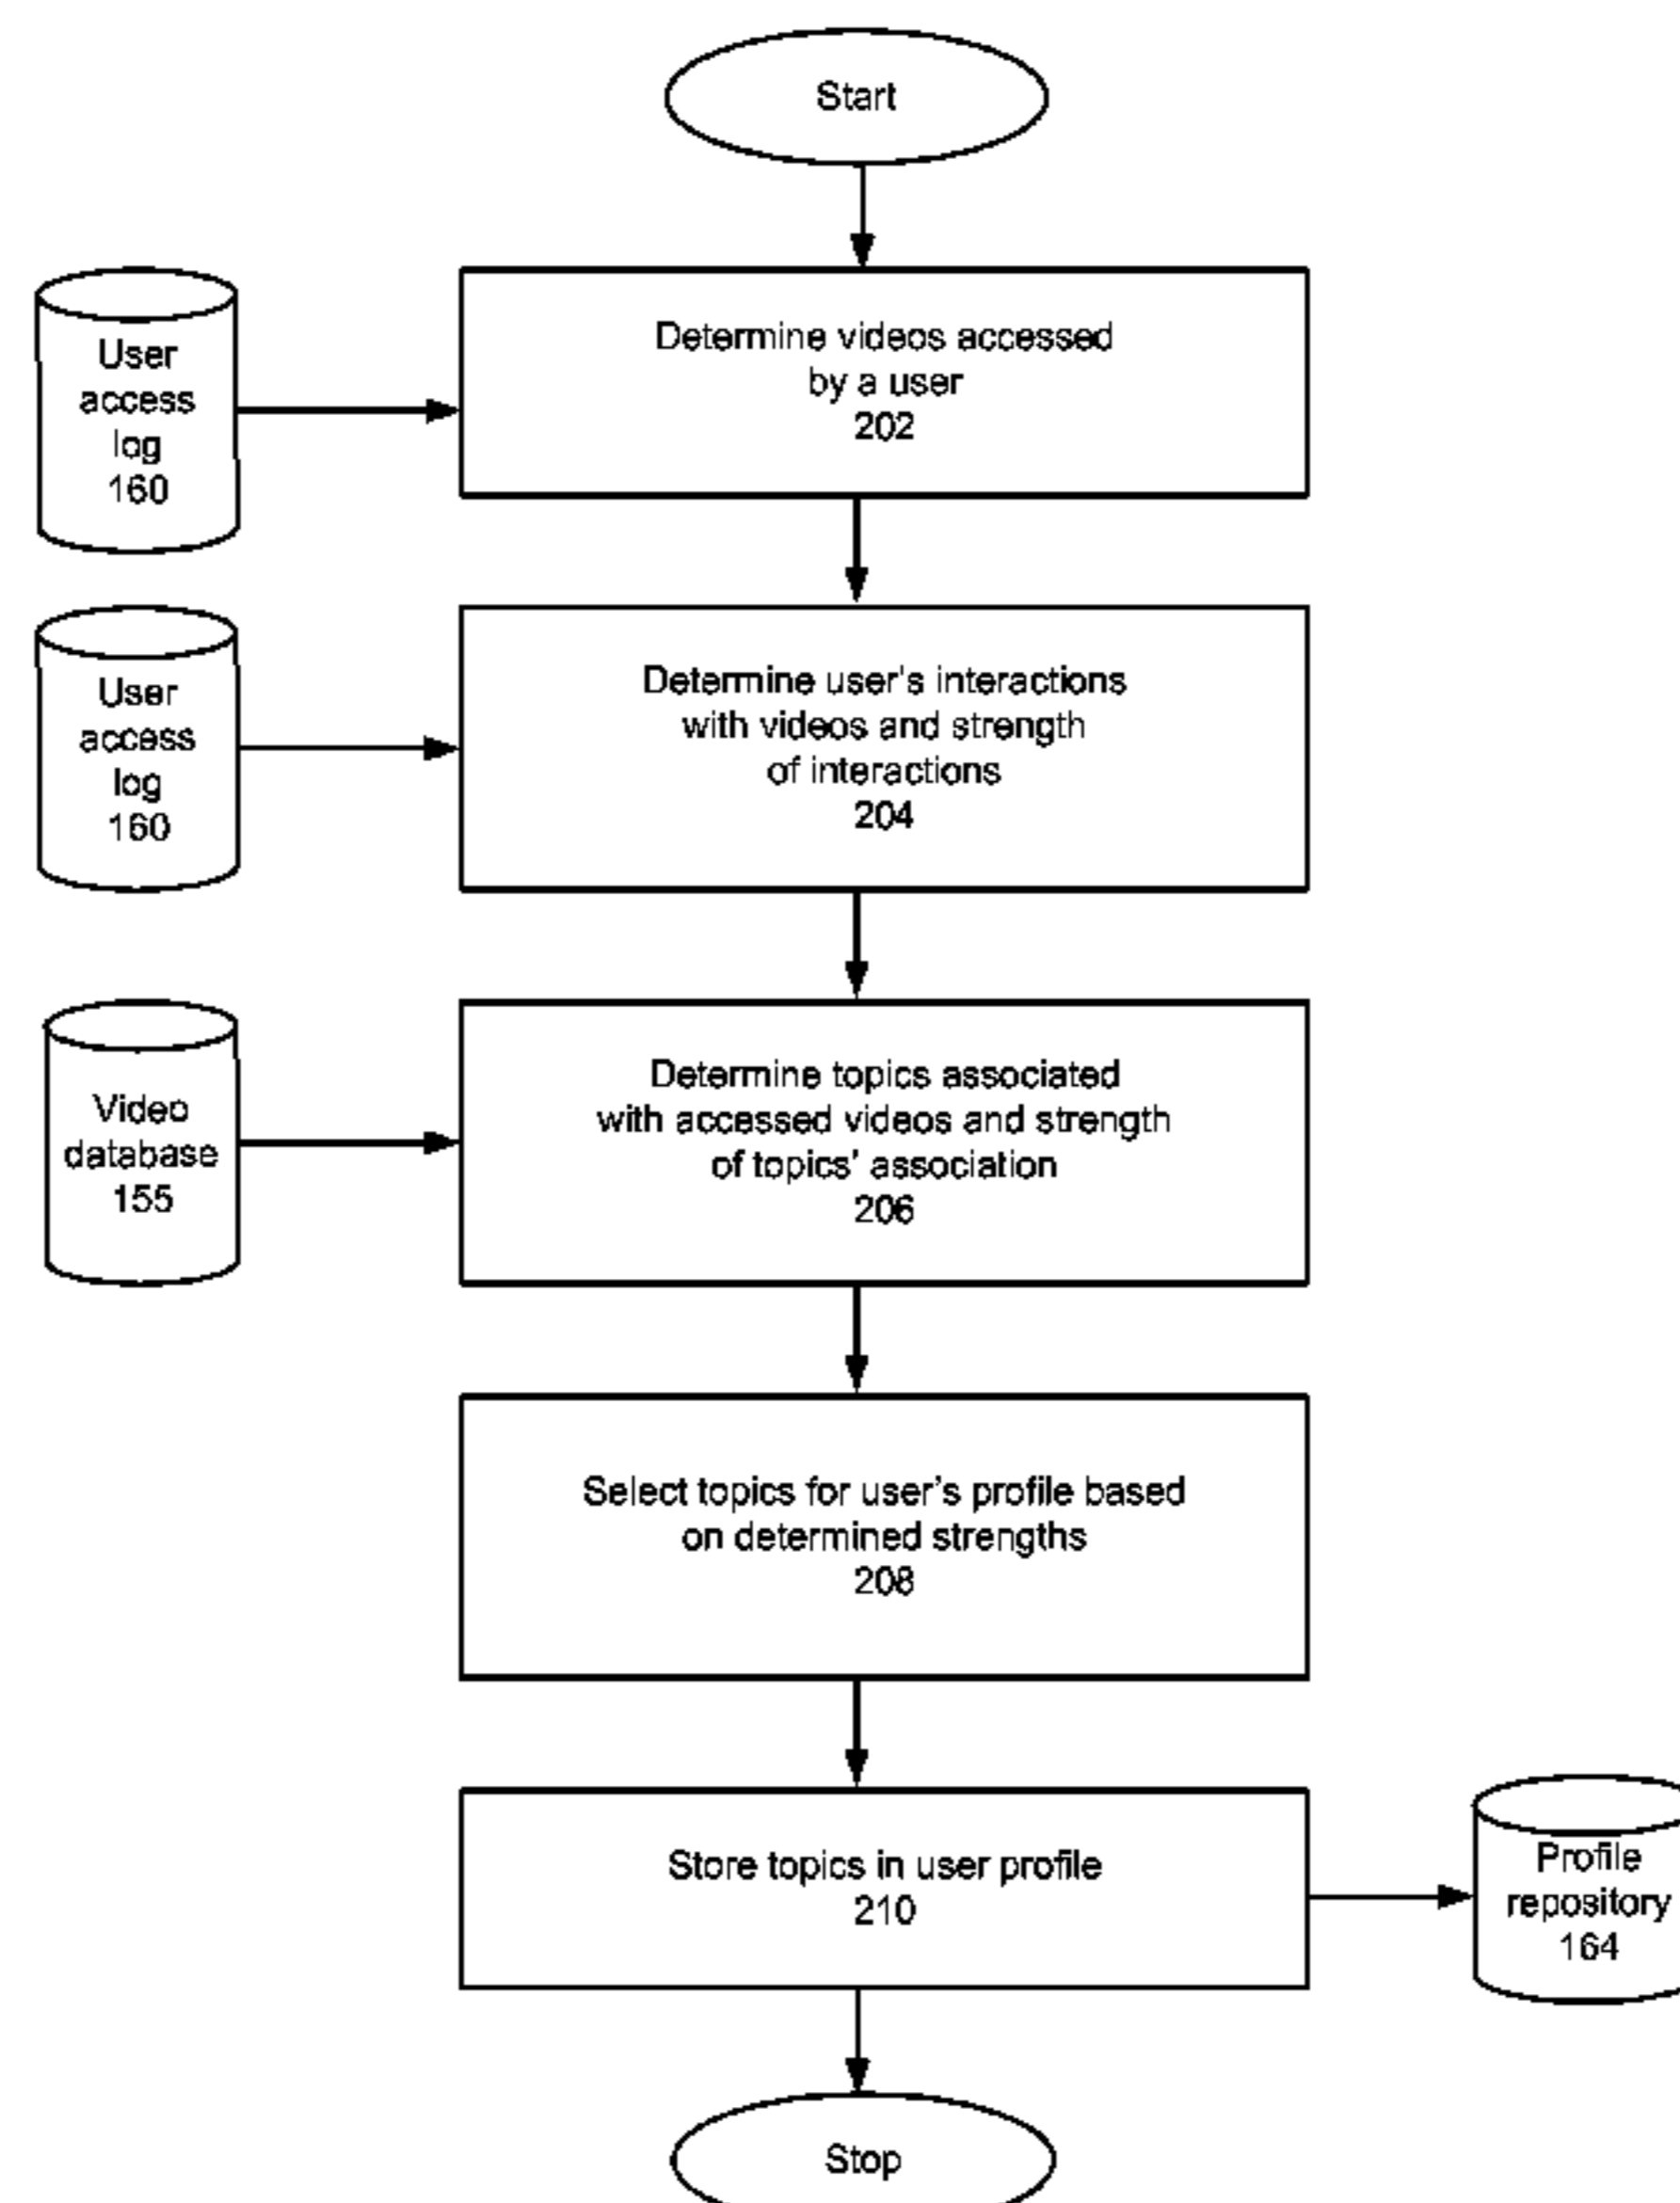 Start
User
access
log
160
Determine videos accessed
by a user
202
User
access
log
160
Determine user's interactions
with videos and strength
of interactions
204
Video
database
155
Determine topics associated
with accessed videos and strength
of topics' association
206
Select topics for user's profile based
on determined strengths
208
Store topics in user profile
210
Profile
repository
164
Stop